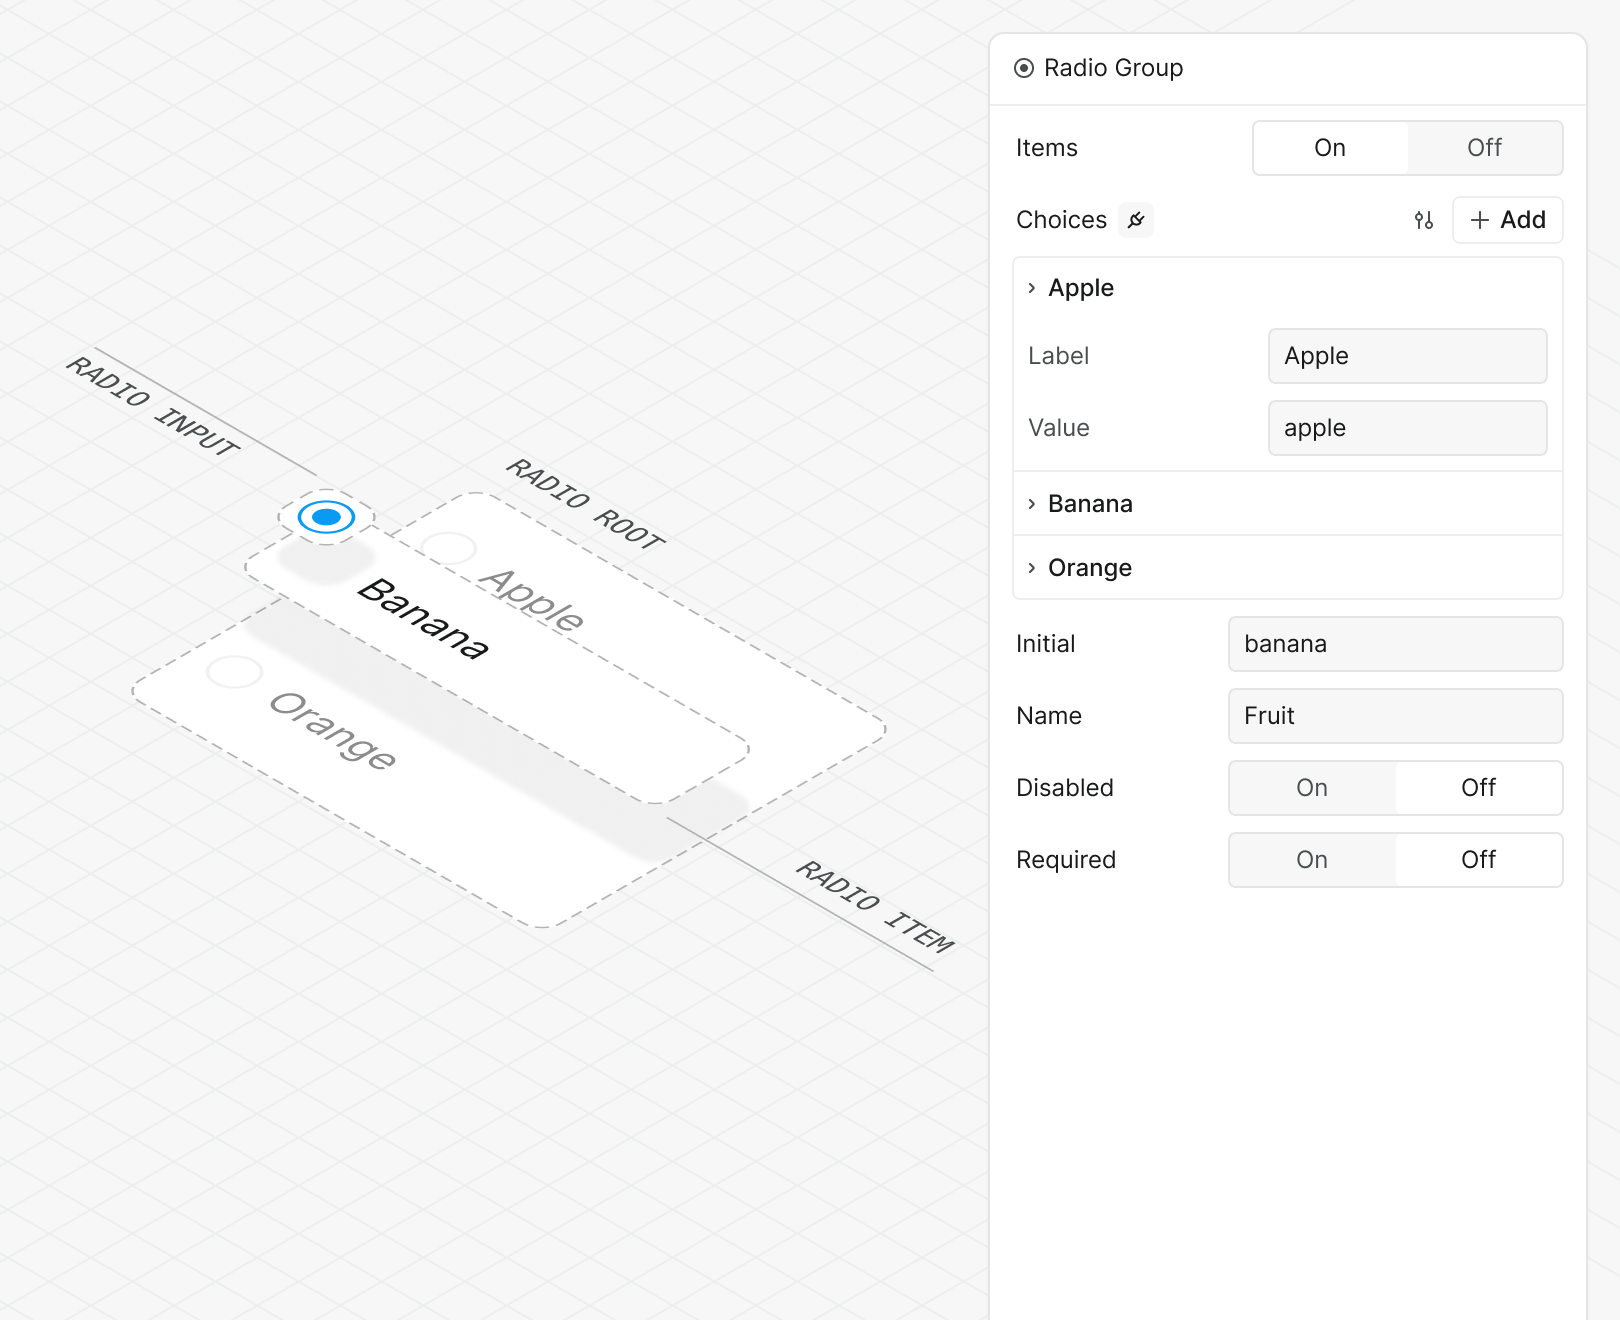 RADIO INPUT
RADIO ROOT
Apple
Banana
Orange
RADIO ITEM
Radio Group
Items On Off
Choices + Add
Apple
Label Apple
Value apple
Banana
Orange
Initial banana
Name Fruit
Disabled On Off
Required On Off